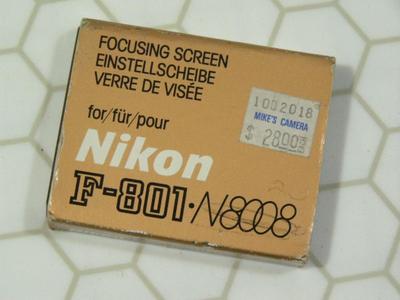 FOCUSING SCREEN
EINSTELLSCHEIBE
VERRE DE VISÉE
for/für/pour
Nikon
F-801·N8008
1002018
MIKE'S CAMERA
$ 28.00